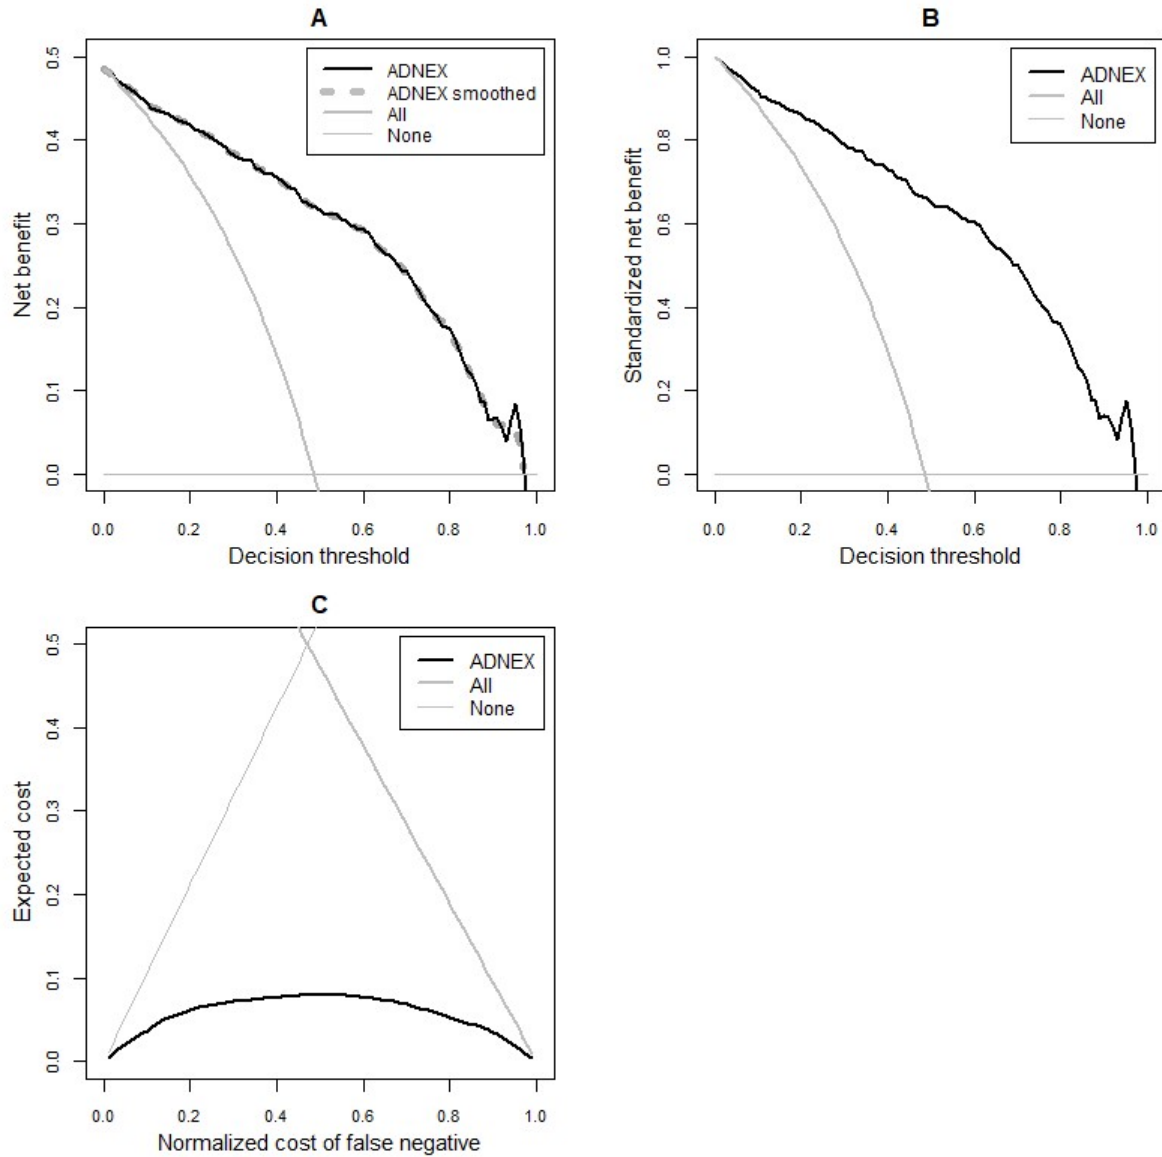 A
Net benefit
0.5
0.4
0.3
0.2
0.1
0.0
ADNEX
ADNEX smoothed
All
None
0.0 0.2 0.4 0.6 0.8 1.0
Decision threshold
B
Standardized net benefit
1.0
0.8
0.6
0.4
0.2
0.0
ADNEX
All
None
0.0 0.2 0.4 0.6 0.8 1.0
Decision threshold
C
Expected cost
0.5
0.4
0.3
0.2
0.1
0.0
ADNEX
All
None
0.0 0.2 0.4 0.6 0.8 1.0
Normalized cost of false negative